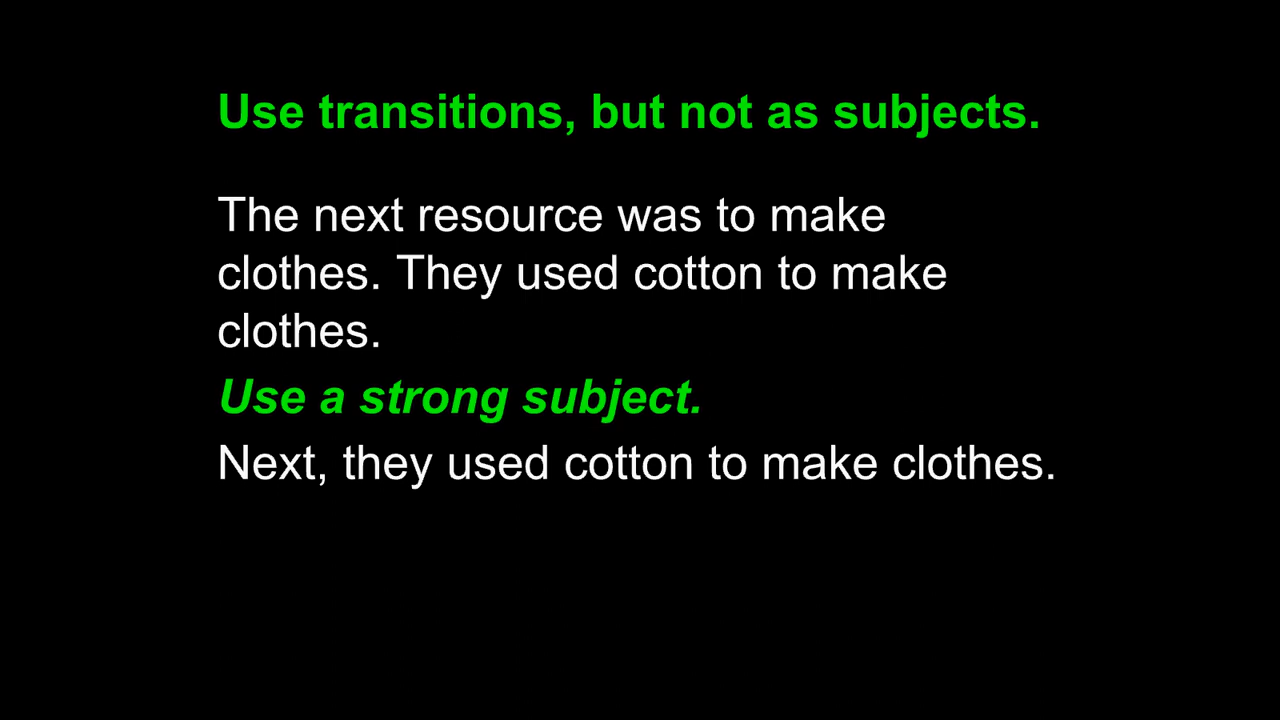 Use transitions, but not as subjects.
The next resource was to make
clothes. They used cotton to make
clothes.
Use a strong subject.
Next, they used cotton to make clothes.